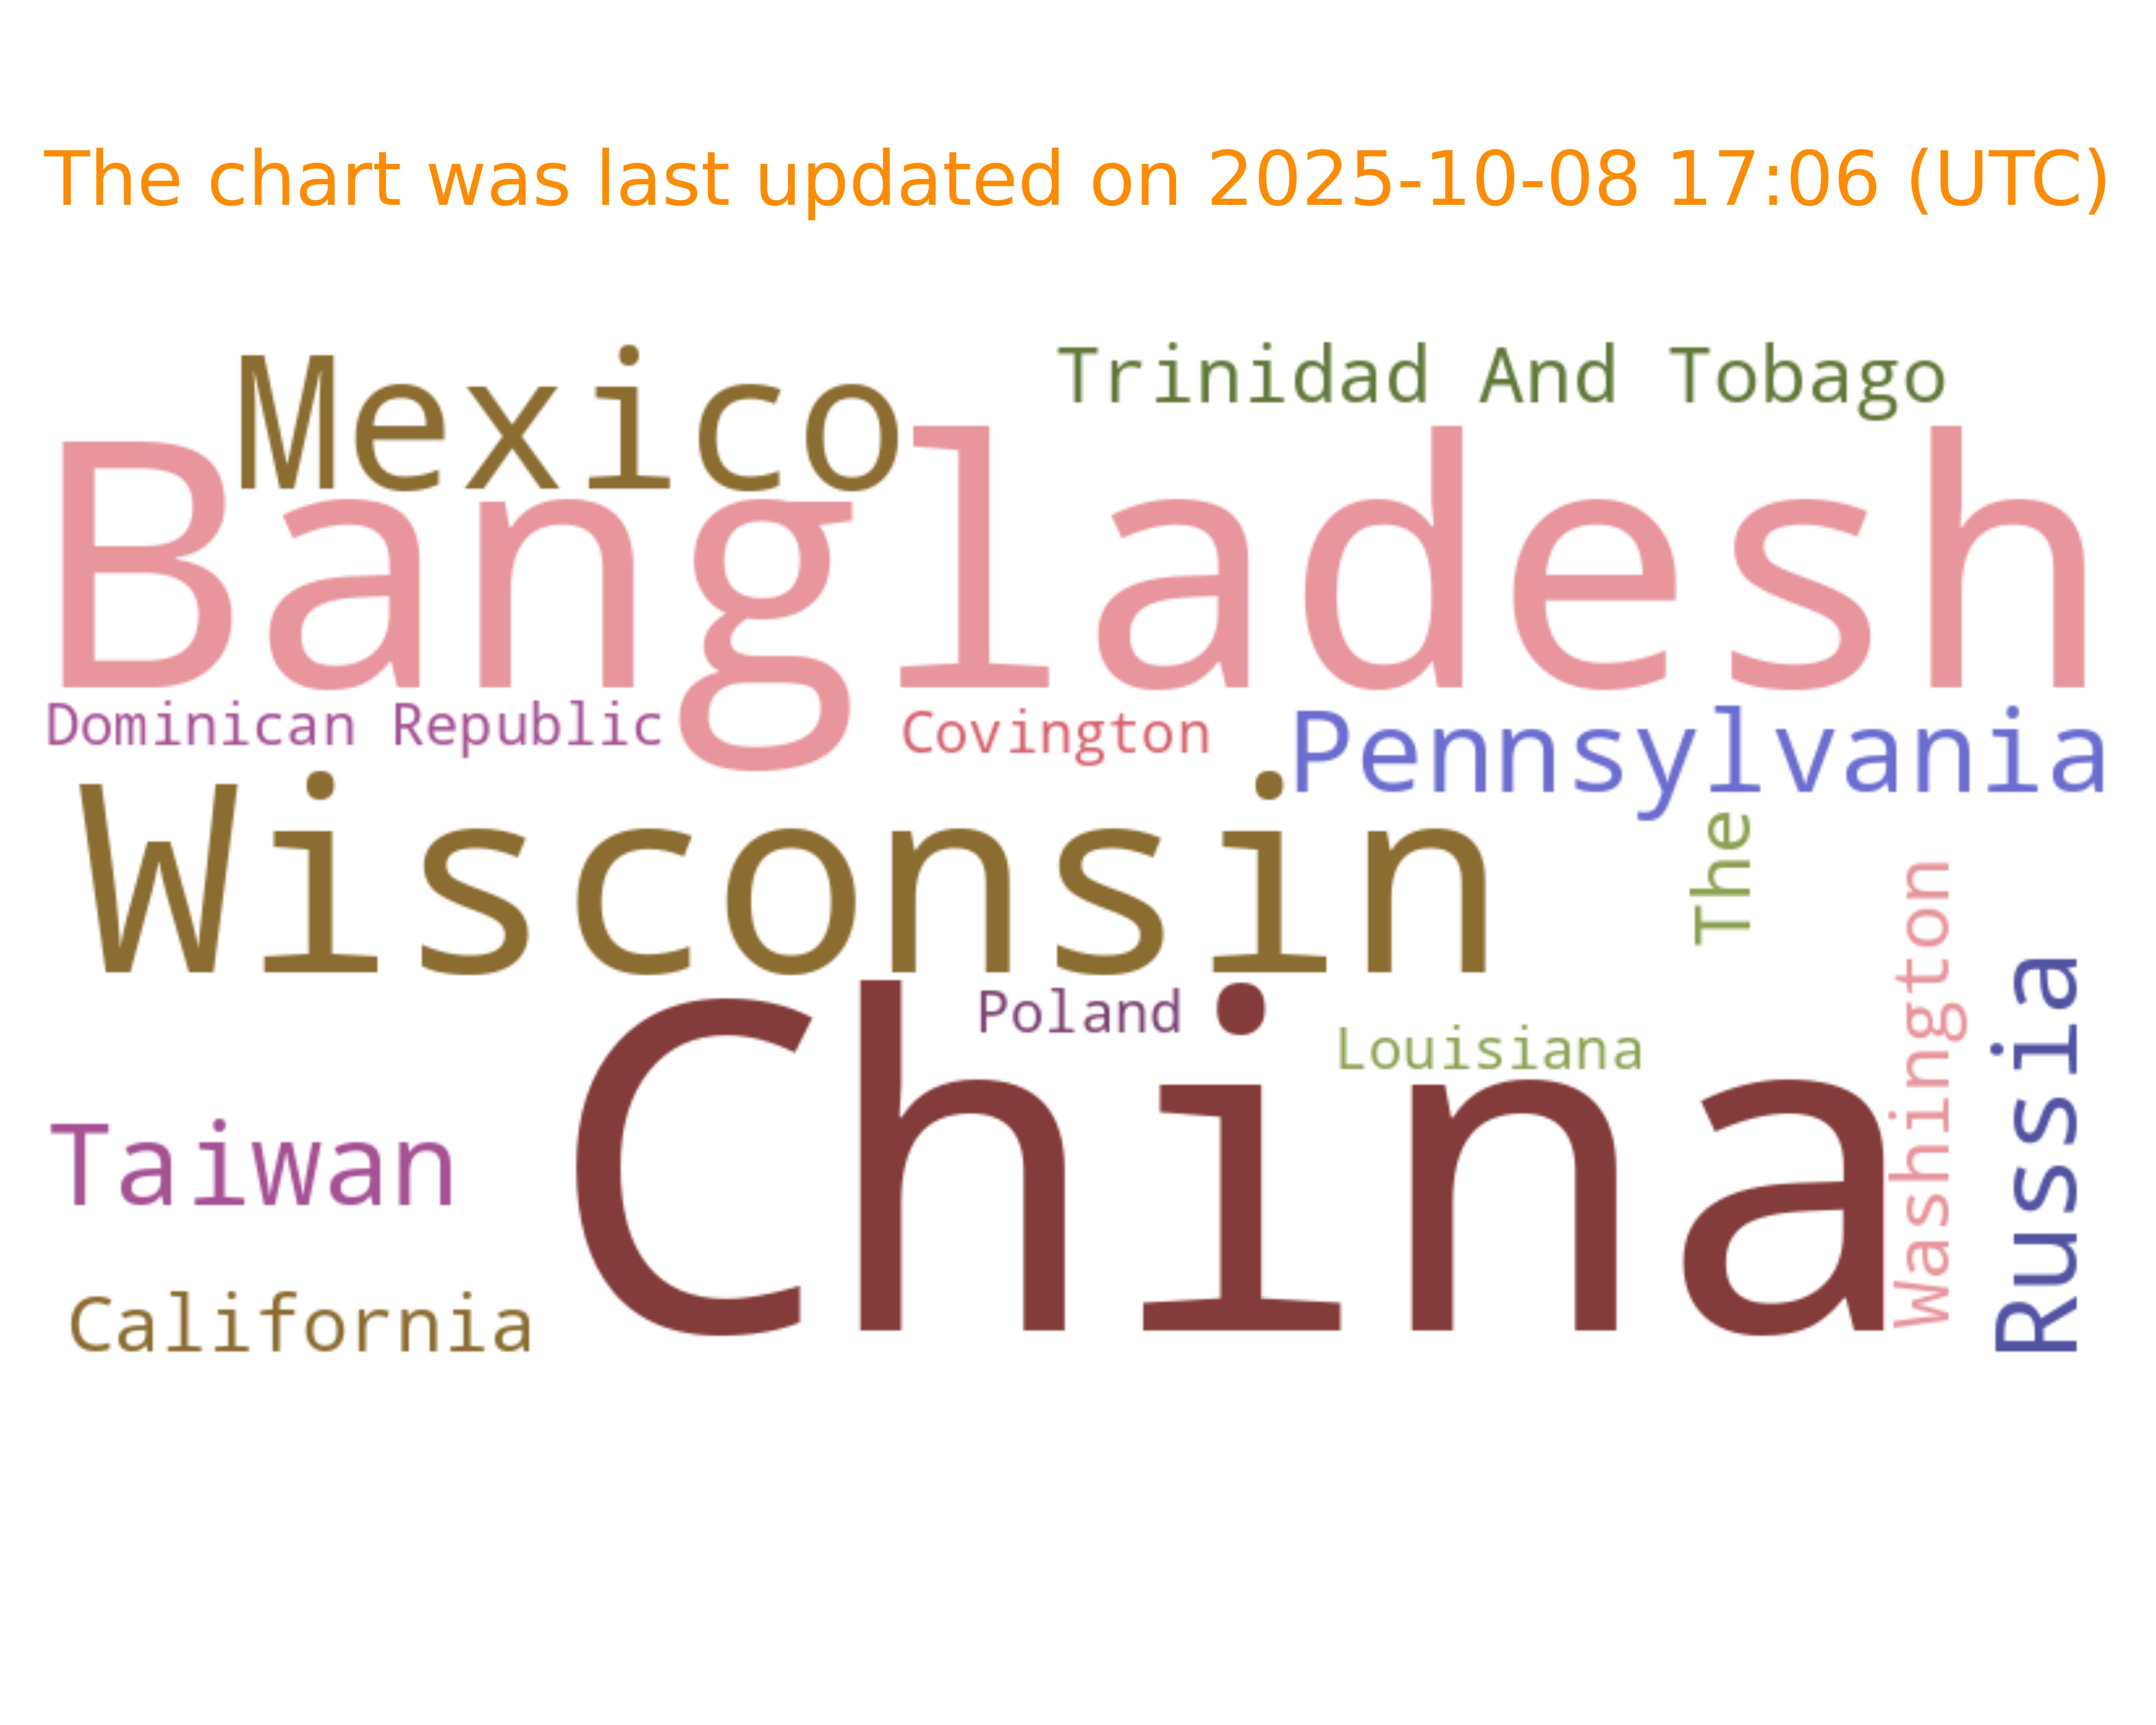 The chart was last updated on 2025-10-08 17:06 (UTC)
Mexico
Trinidad And Tobago
Bangladesh
Dominican Republic
Covington
Pennsylvania
Wisconsin
The
Washington
Russia
Poland
Louisiana
China
Taiwan
California